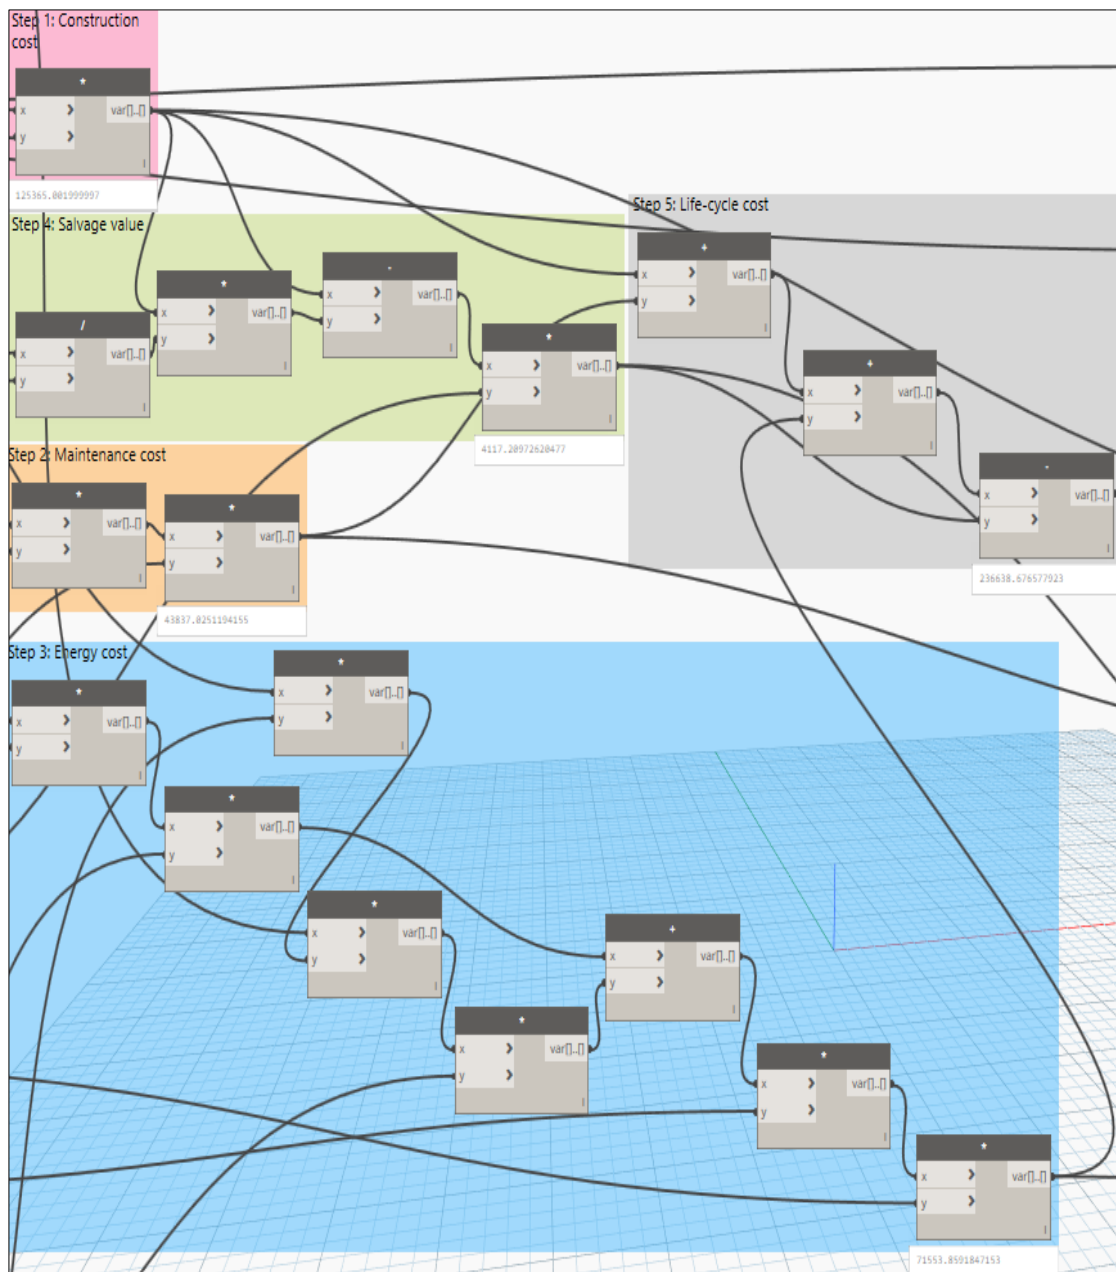 Step 1: Construction
cost
*
x > var[]..[]
y >
l
125365.001999997
Step 4: Salvage value
/
x > var[]..[]
y >
l
*
x > var[]..[]
y >
l
-
x > var[]..[]
y >
l
*
x > var[]..[]
y >
l
4117.20972620477
Step 5: Life-cycle cost
+
x > var[]..[]
y >
l
+
x > var[]..[]
y >
l
-
x > var[]..[]
y >
l
236638.676577923
Step 2: Maintenance cost
*
x > var[]..[]
y >
l
*
x > var[]..[]
y >
l
43837.0251194155
Step 3: Energy cost
*
x > var[]..[]
y >
l
*
x > var[]..[]
y >
l
*
x > var[]..[]
y >
l
*
x > var[]..[]
y >
l
*
x > var[]..[]
y >
l
+
x > var[]..[]
y >
l
*
x > var[]..[]
y >
l
*
x > var[]..[]
y >
l
71553.8591847153